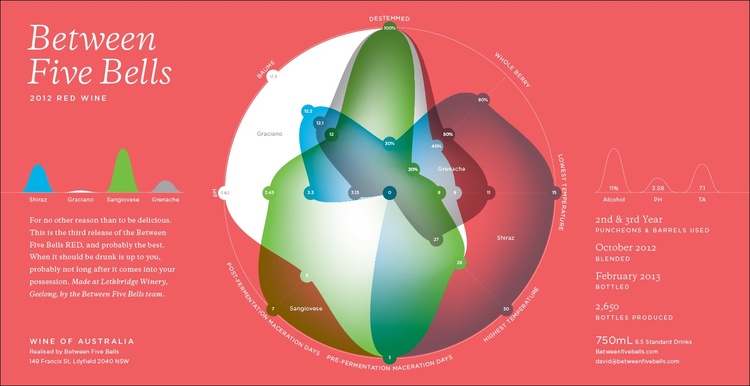 Between
Five Bells
2012 RED WINE
Shiraz
Graciano
Sangiovese
Grenache
For no other reason than to be delicious.
This is the third release of the Between
Five Bells RED, and probably the best.
When it should be drunk is up to you,
probably not long after it comes into your
possession. Made at Lethbridge Winery,
Geelong, by the Between Five Bells team.
WINE OF AUSTRALIA
Realised by Between Five Bells
149 Francis St, Lilyfield 2040 NSW
DESTEMMED
100%
BAUME
WHOLE BERRY
80%
12.2
12.1
12
50%
40%
30%
30%
Graciano
Grenache
LOWEST TEMPERATURE
PH
3.62
3.45
3.3
3.13
0
8
9
11
15
27
28
Shiraz
5
7
Sangiovese
30
POST-FERMENTATION MACERATION DAYS
PRE-FERMENTATION MACERATION DAYS
HIGHEST TEMPERATURE
11%
3.58
7.1
Alcohol
PH
TA
2nd & 3rd Year
PUNCHEONS & BARRELS USED
October 2012
BLENDED
February 2013
BOTTLED
2,650
BOTTLES PRODUCED
750mL 6.5 Standard Drinks
Betweenfivebells.com
david@betweenfivebells.com